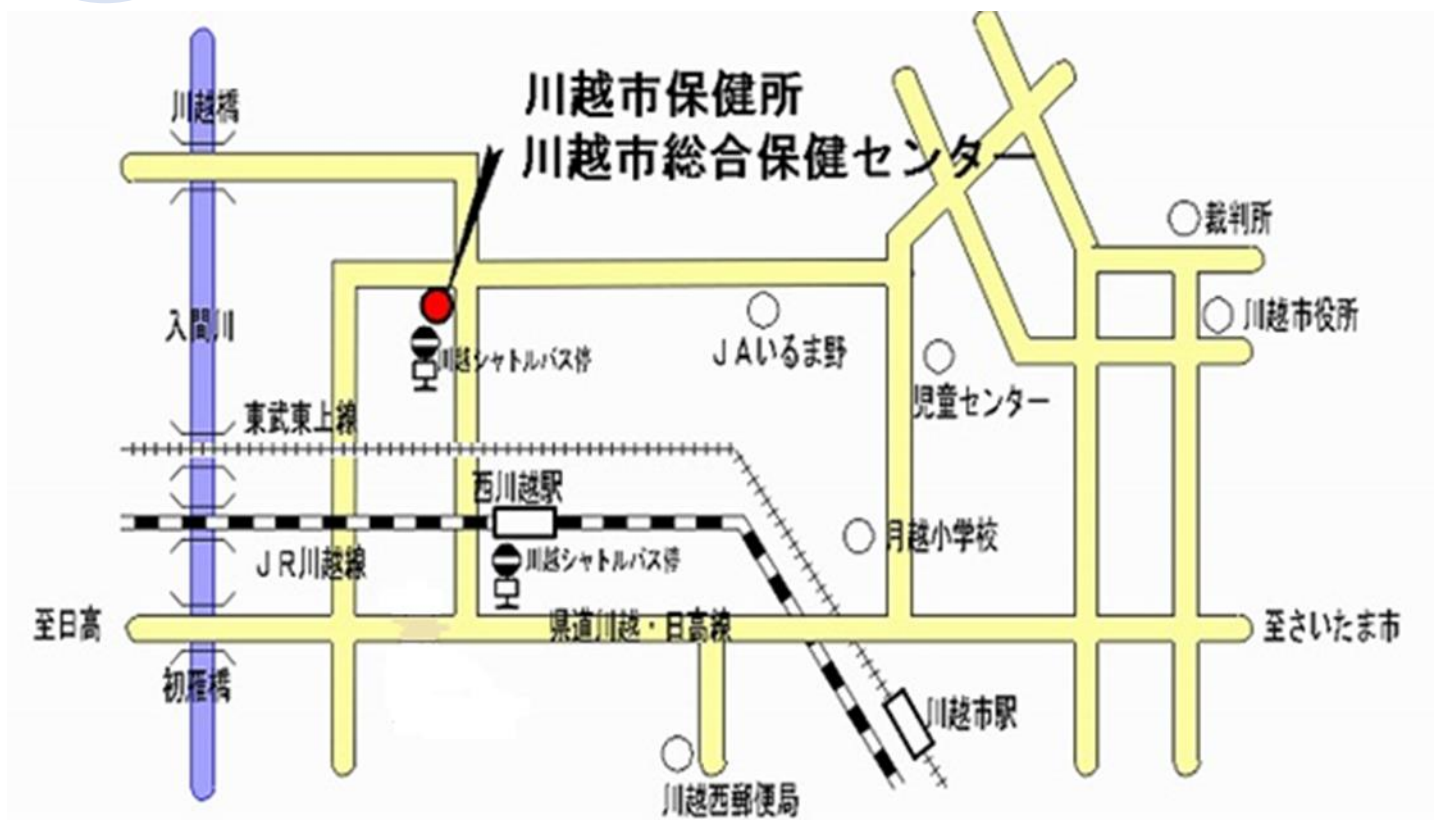 川越市保健所
川越市総合保健センター
川越橋
裁判所
川越市役所
入間川
川越シャトルバス停
ＪＡいるま野
児童センター
東武東上線
西川越駅
月越小学校
ＪＲ川越線
川越シャトルバス停
至日高
県道川越・日高線
至さいたま市
初雁橋
川越市駅
川越西郵便局